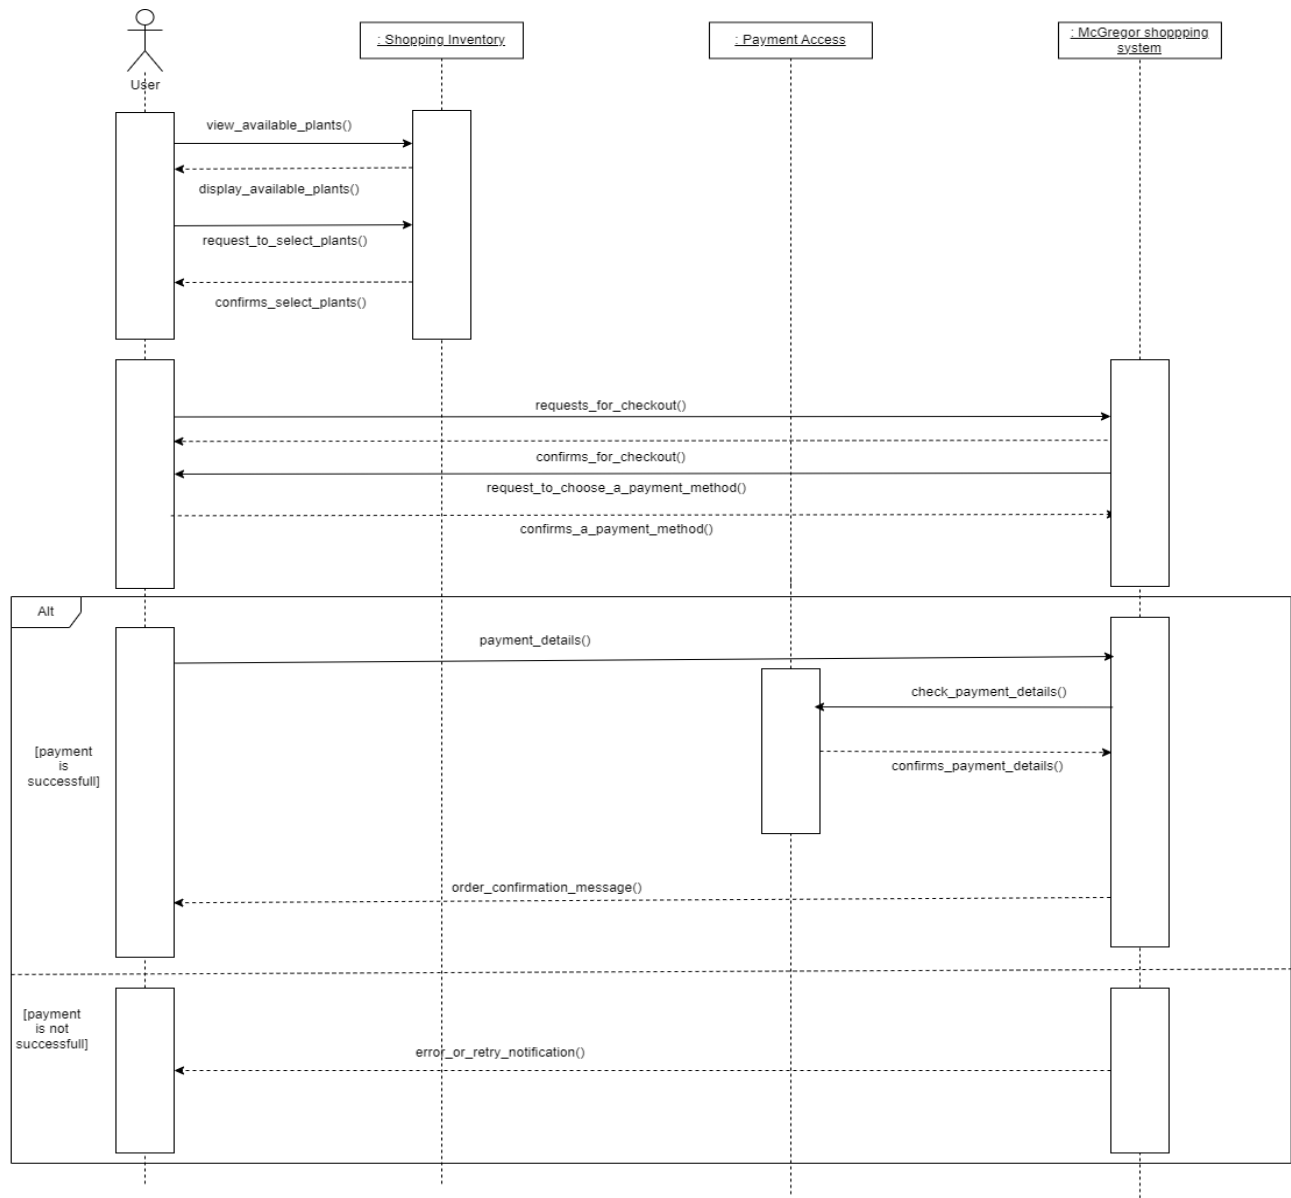 User
: Shopping Inventory
: Payment Access
: McGregor shoppping
system
view_available_plants()
display_available_plants()
request_to_select_plants()
confirms_select_plants()
requests_for_checkout()
confirms_for_checkout()
request_to_choose_a_payment_method()
confirms_a_payment_method()
Alt
payment_details()
check_payment_details()
[payment
is
successfull]
confirms_payment_details()
order_confirmation_message()
[payment
is not
successfull]
error_or_retry_notification()